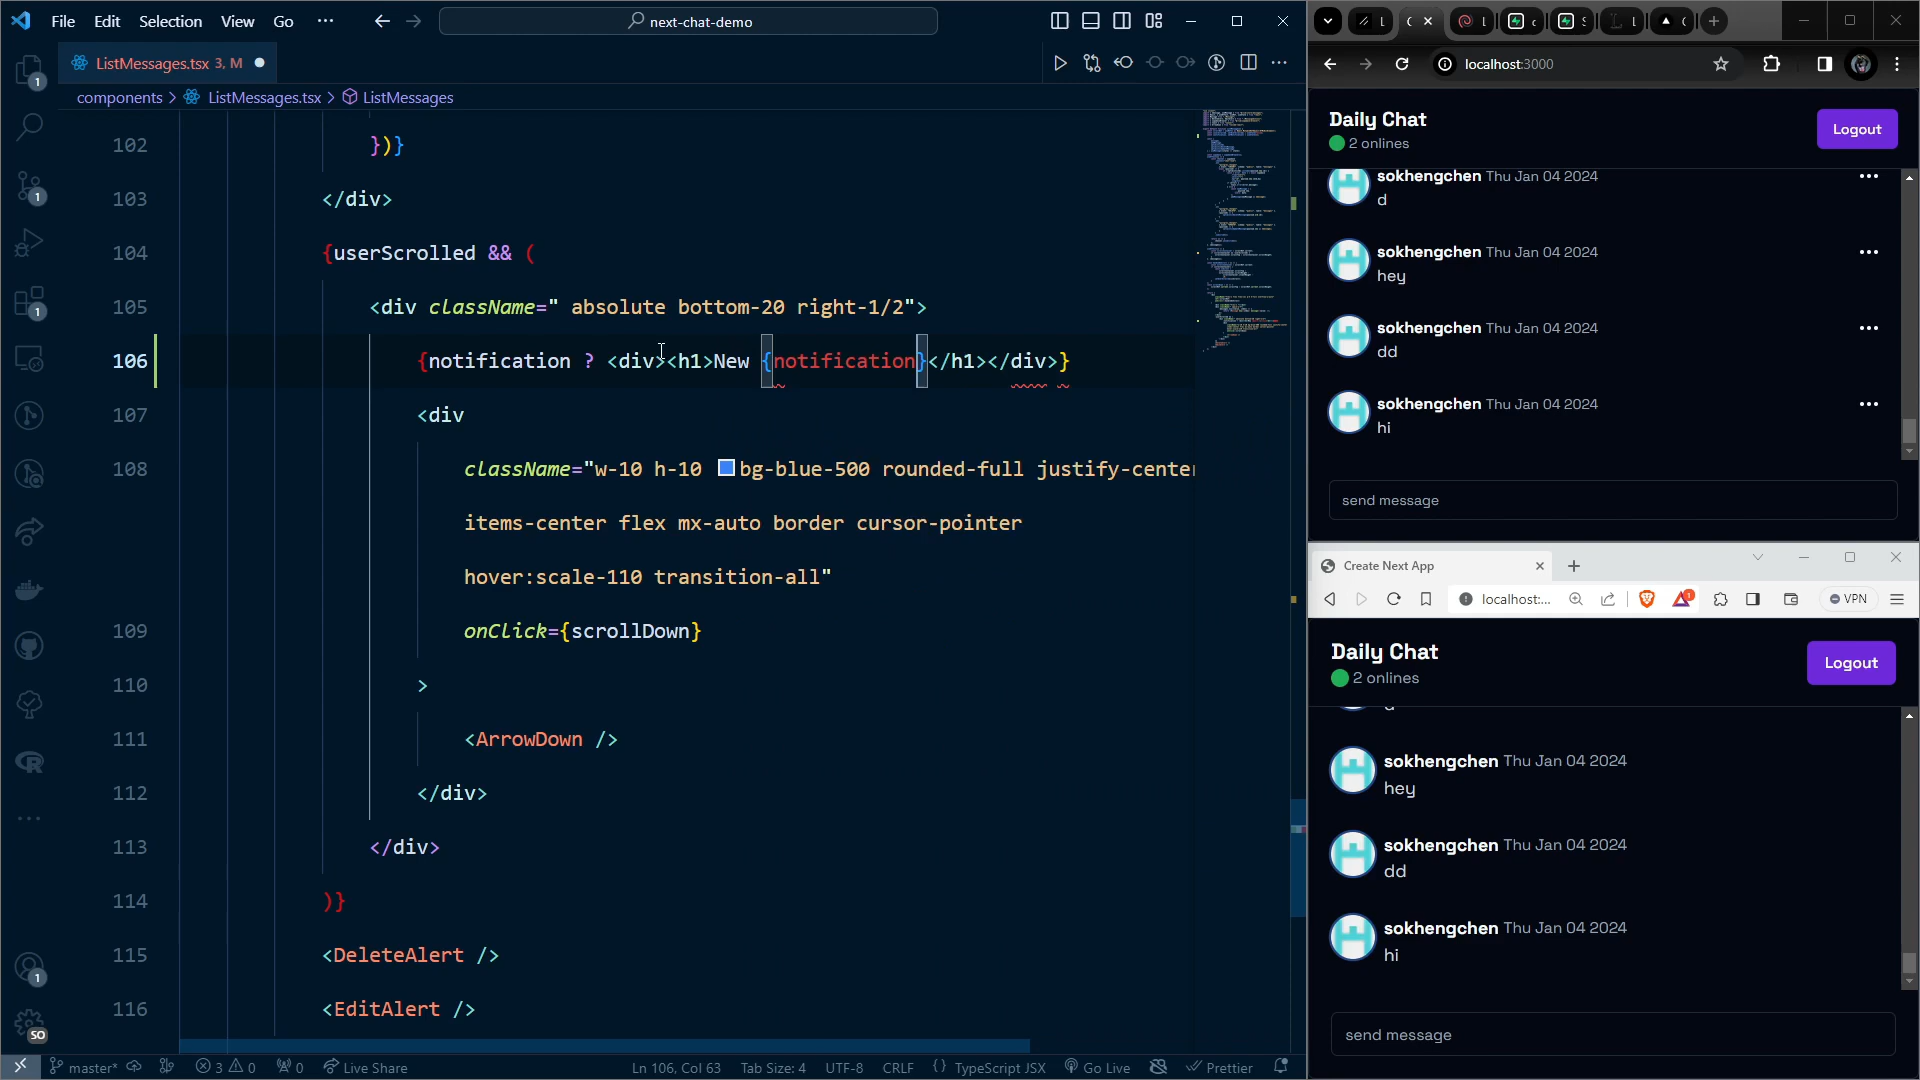 File Edit Selection View Go ··· next-chat-demo
ListMessages.tsx 3, M
components > ListMessages.tsx > ListMessages
102 })}
103 </div>
104 {userScrolled && (
105 <div className=" absolute bottom-20 right-1/2">
106 {notification ? <div><h1>New {notification}</h1></div>}
107 <div
108 className="w-10 h-10 bg-blue-500 rounded-full justify-center
items-center flex mx-auto border cursor-pointer
hover:scale-110 transition-all"
109 onClick={scrollDown}
110 >
111 <ArrowDown />
112 </div>
113 </div>
114 )}
115 <DeleteAlert />
116 <EditAlert />
1
1
1
1
SO
master* 3 0 0 Live Share Ln 106, Col 63 Tab Size: 4 UTF-8 CRLF {} TypeScript JSX Go Live Prettier
localhost:3000
Daily Chat
2 onlines
Logout
sokhengchen Thu Jan 04 2024
d
sokhengchen Thu Jan 04 2024
hey
sokhengchen Thu Jan 04 2024
dd
sokhengchen Thu Jan 04 2024
hi
send message
Create Next App
localhost:... 1 VPN
Daily Chat
2 onlines
Logout
sokhengchen Thu Jan 04 2024
hey
sokhengchen Thu Jan 04 2024
dd
sokhengchen Thu Jan 04 2024
hi
send message